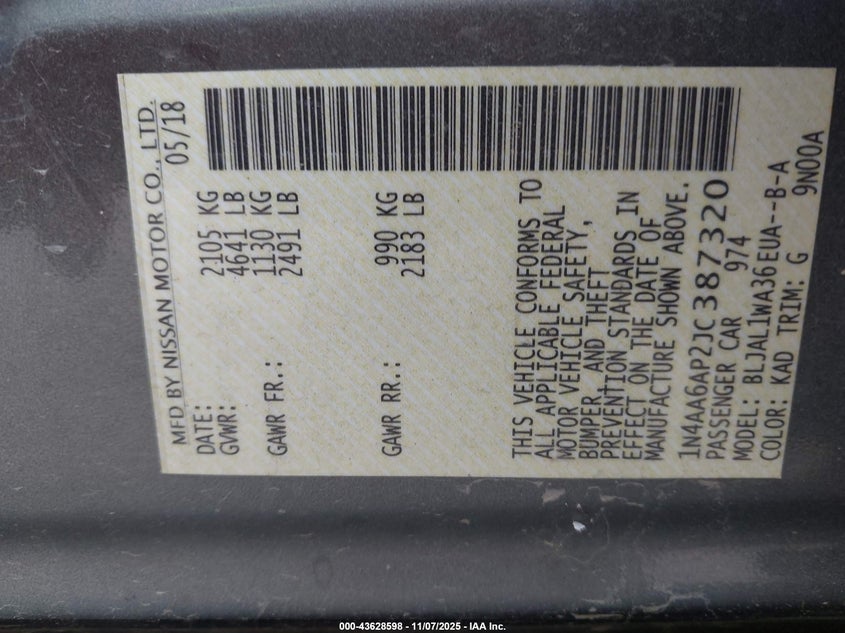 MFD BY NISSAN MOTOR CO., LTD.
DATE: 05/18
GVWR: 2105 KG
4641 LB
GAWR FR.: 1130 KG
2491 LB
GAWR RR.: 990 KG
2183 LB
THIS VEHICLE CONFORMS TO
ALL APPLICABLE FEDERAL
MOTOR VEHICLE SAFETY,
BUMPER, AND THEFT
PREVENTION STANDARDS IN
EFFECT ON THE DATE OF
MANUFACTURE SHOWN ABOVE.
1N4AA6AP2JC387320
PASSENGER CAR 974
MODEL: BLJAL1WA36EUA--B-A
COLOR: KAD TRIM: G 9N00A
000-43628598 - 11/07/2025 - IAA Inc.